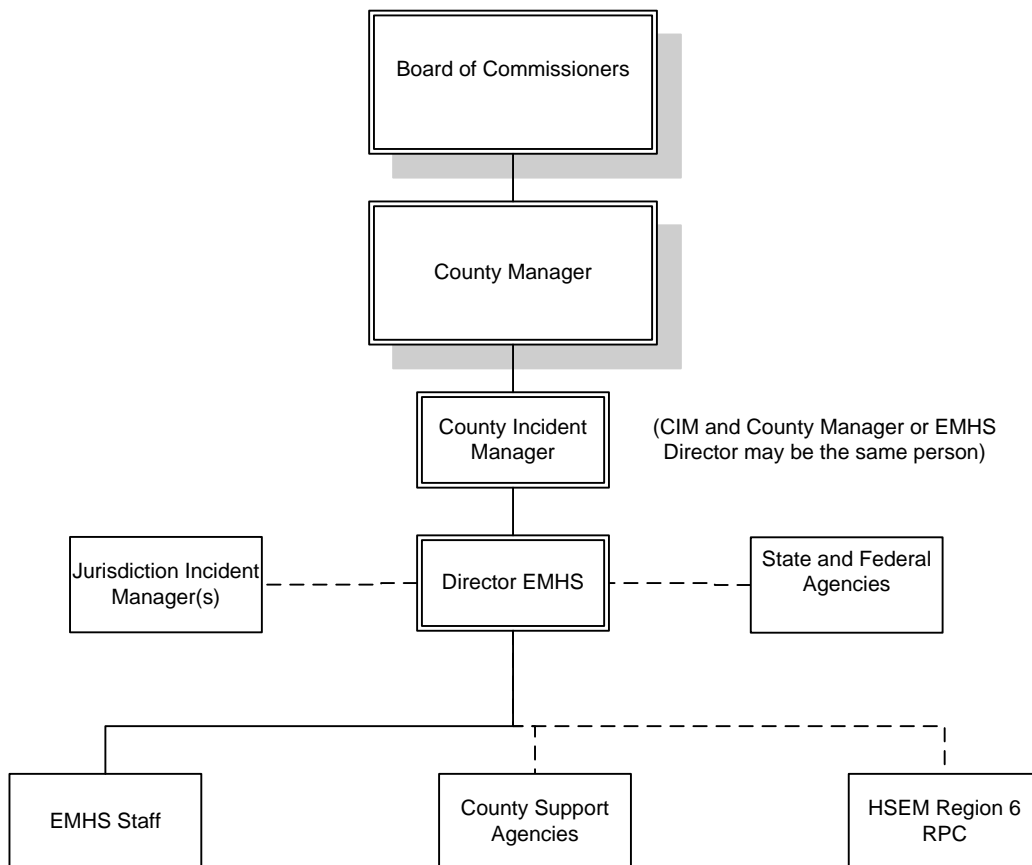 Board of Commissioners
County Manager
County Incident
Manager
(CIM and County Manager or EMHS
Director may be the same person)
Jurisdiction Incident
Manager(s)
Director EMHS
State and Federal
Agencies
EMHS Staff
County Support
Agencies
HSEM Region 6
RPC